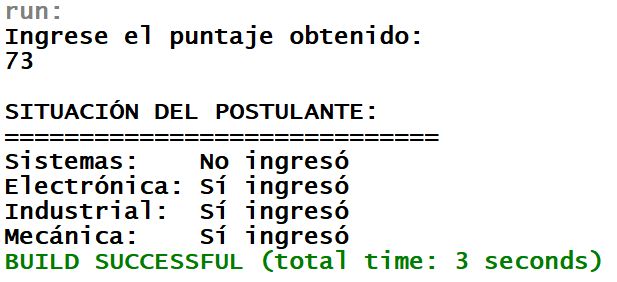 run:
Ingrese el puntaje obtenido:
73
SITUACIÓN DEL POSTULANTE:
=============================
Sistemas:    No ingresó
Electrónica: Sí ingresó
Industrial:  Sí ingresó
Mecánica:    Sí ingresó
BUILD SUCCESSFUL (total time: 3 seconds)